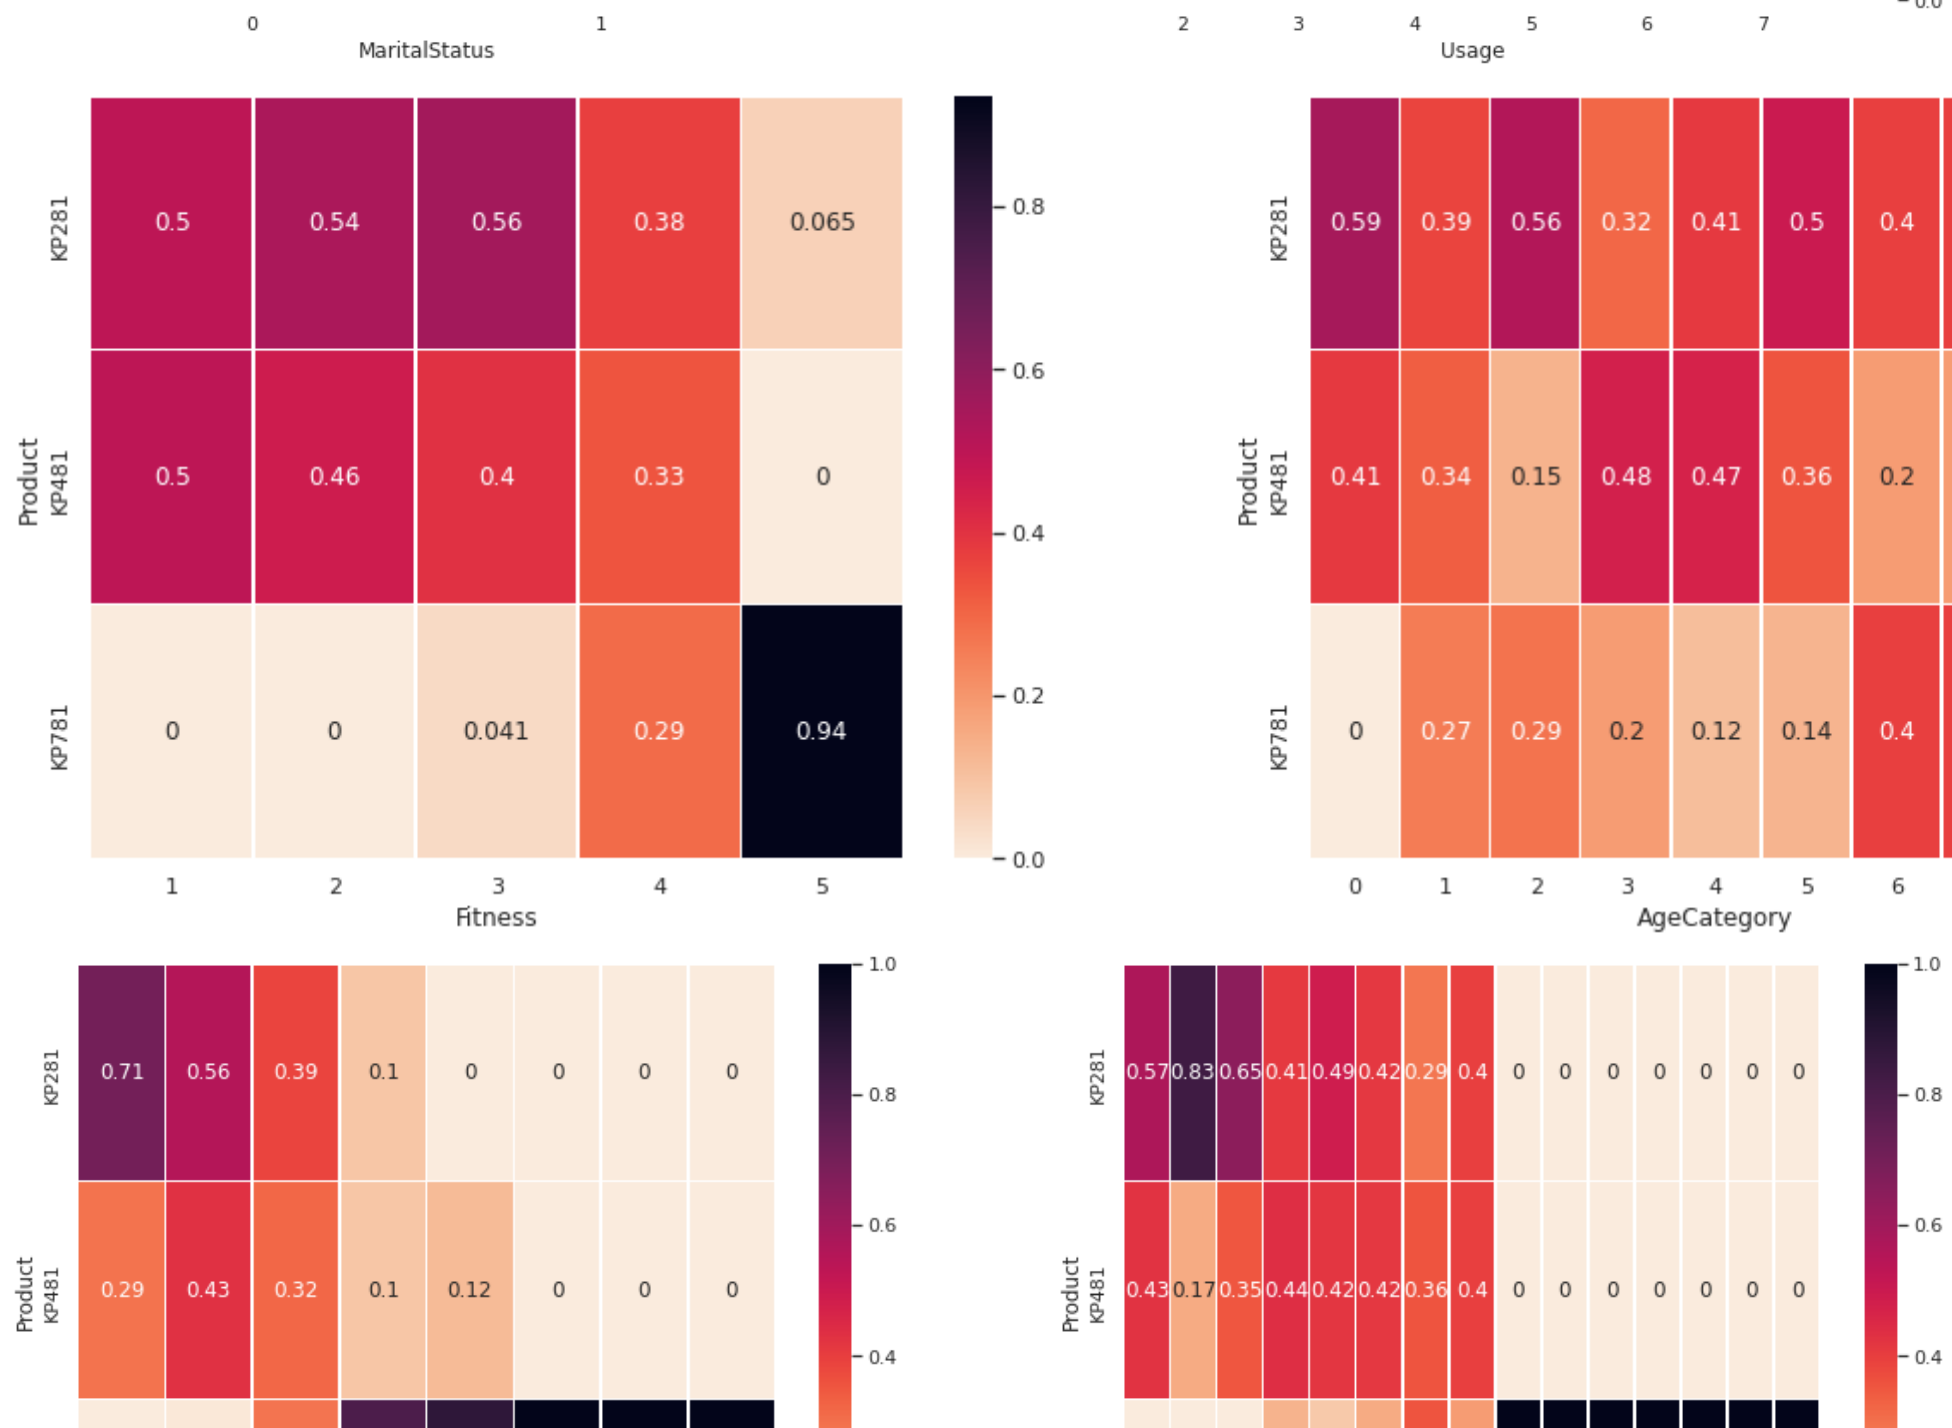 0 1
MaritalStatus
2 3 4 5 6 7
Usage
0.0
KP281 0.5 0.54 0.56 0.38 0.065
Product KP481 0.5 0.46 0.4 0.33 0
KP781 0 0 0.041 0.29 0.94
1 2 3 4 5
Fitness
0.8
0.6
0.4
0.2
0.0
KP281 0.59 0.39 0.56 0.32 0.41 0.5 0.4
Product KP481 0.41 0.34 0.15 0.48 0.47 0.36 0.2
KP781 0 0.27 0.29 0.2 0.12 0.14 0.4
0 1 2 3 4 5 6
AgeCategory
KP281 0.71 0.56 0.39 0.1 0 0 0 0
Product KP481 0.29 0.43 0.32 0.1 0.12 0 0 0
1.0
0.8
0.6
0.4
KP281 0.57 0.83 0.65 0.41 0.49 0.42 0.29 0.4 0 0 0 0 0 0 0
Product KP481 0.43 0.17 0.35 0.44 0.42 0.42 0.36 0.4 0 0 0 0 0 0 0
1.0
0.8
0.6
0.4